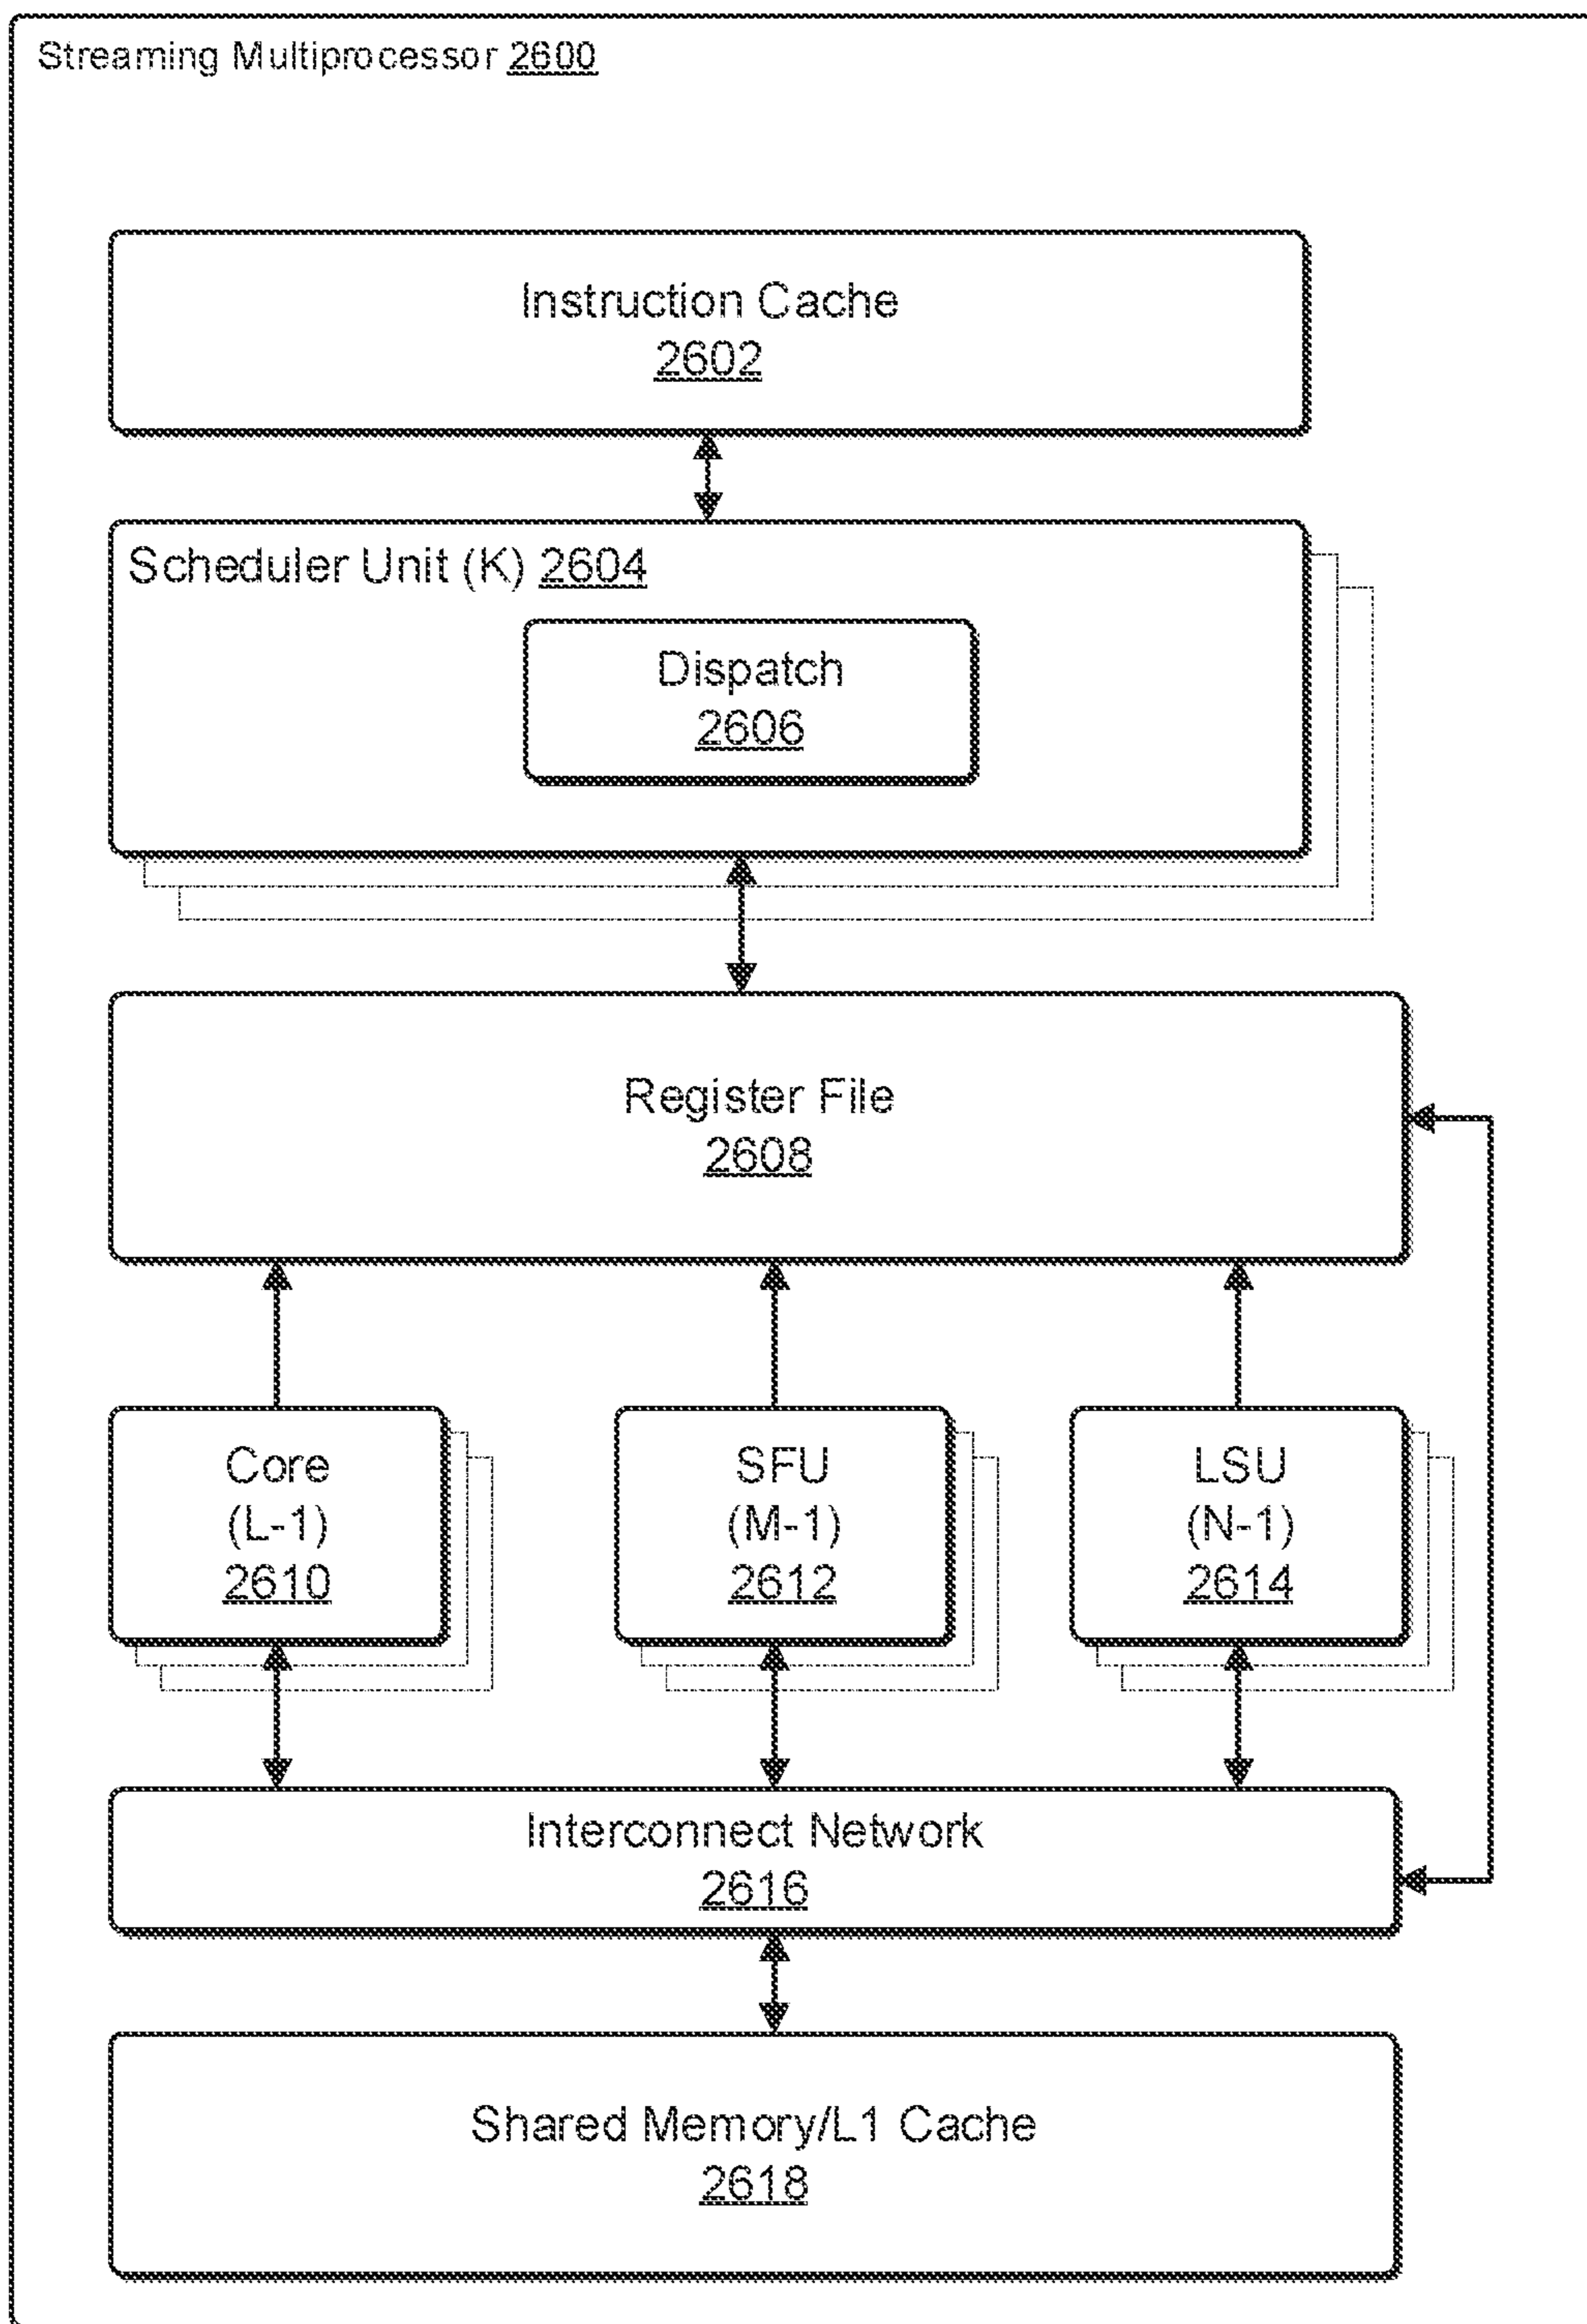 Streaming Multiprocessor 2600
Instruction Cache
2602
Scheduler Unit (K) 2604
Dispatch
2606
Register File
2608
Core
(L-1)
2610
SFU
(M-1)
2612
LSU
(N-1)
2614
Interconnect Network
2616
Shared Memory/L1 Cache
2618